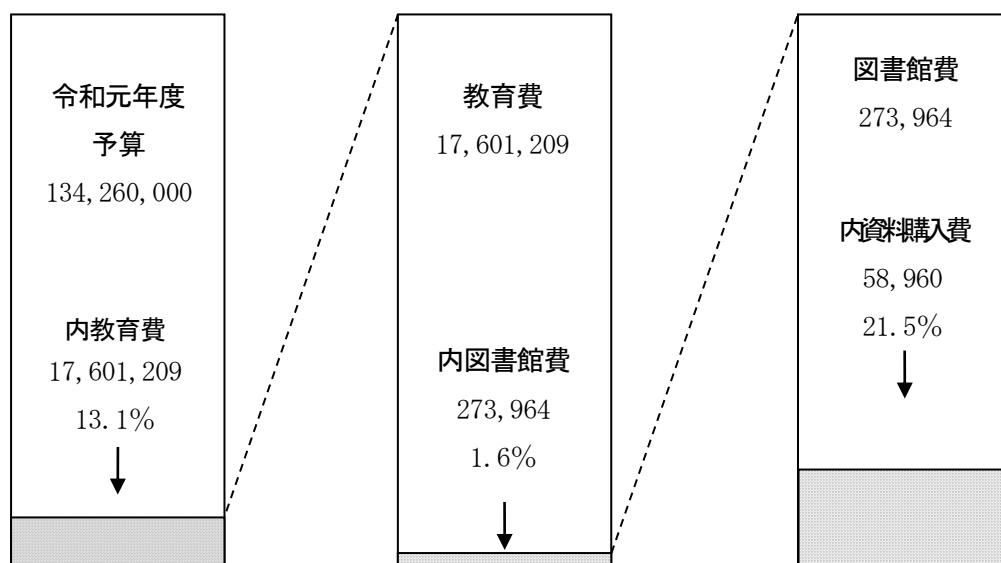 令和元年度
予算
134,260,000
内教育費
17,601,209
13.1%
教育費
17,601,209
内図書館費
273,964
1.6%
図書館費
273,964
内資料購入費
58,960
21.5%